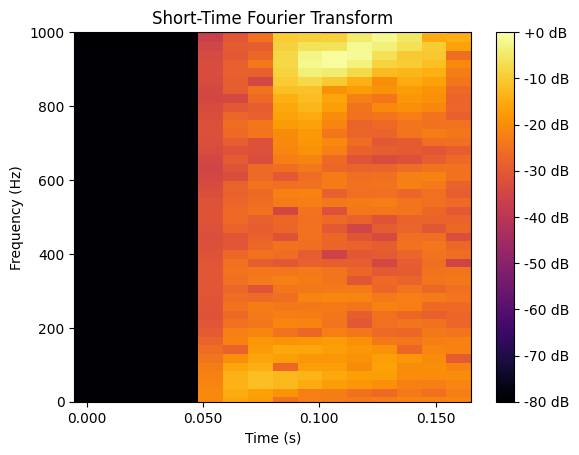 Short-Time Fourier Transform
Frequency (Hz)
1000
800
600
400
200
0
0.000
0.050
0.100
0.150
Time (s)
+0 dB
-10 dB
-20 dB
-30 dB
-40 dB
-50 dB
-60 dB
-70 dB
-80 dB